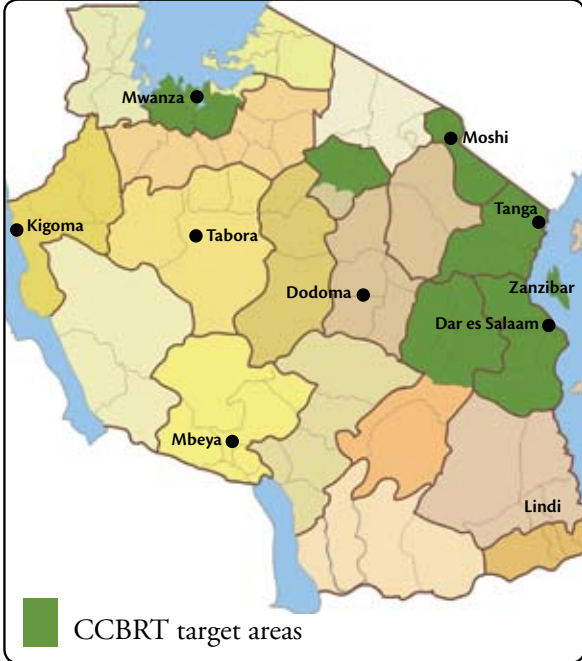 Mwanza
Moshi
Tanga
Kigoma
Tabora
Zanzibar
Dodoma
Dar es Salaam
Mbeya
Lindi
CCBRT target areas